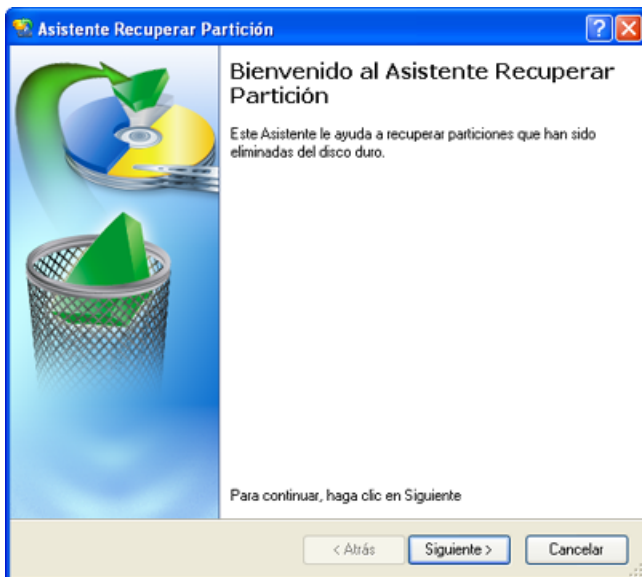 Asistente Recuperar Partición
Bienvenido al Asistente Recuperar
Partición
Este Asistente le ayuda a recuperar particiones que han sido
eliminadas del disco duro.
Para continuar, haga clic en Siguiente
< Atrás
Siguiente >
Cancelar